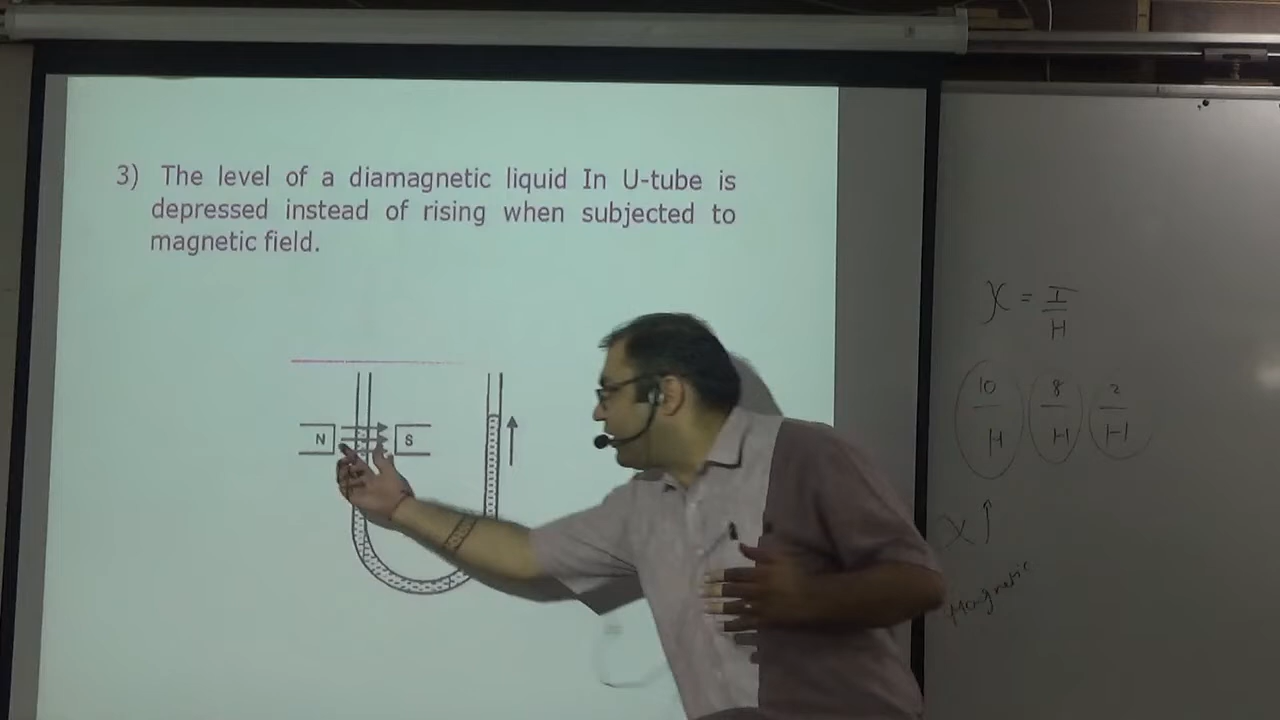 3) The level of a diamagnetic liquid In U-tube is
depressed instead of rising when subjected to
magnetic field.
N S
χ = I/H
10/H 8/H 2/H
χ ↑
Magnetic